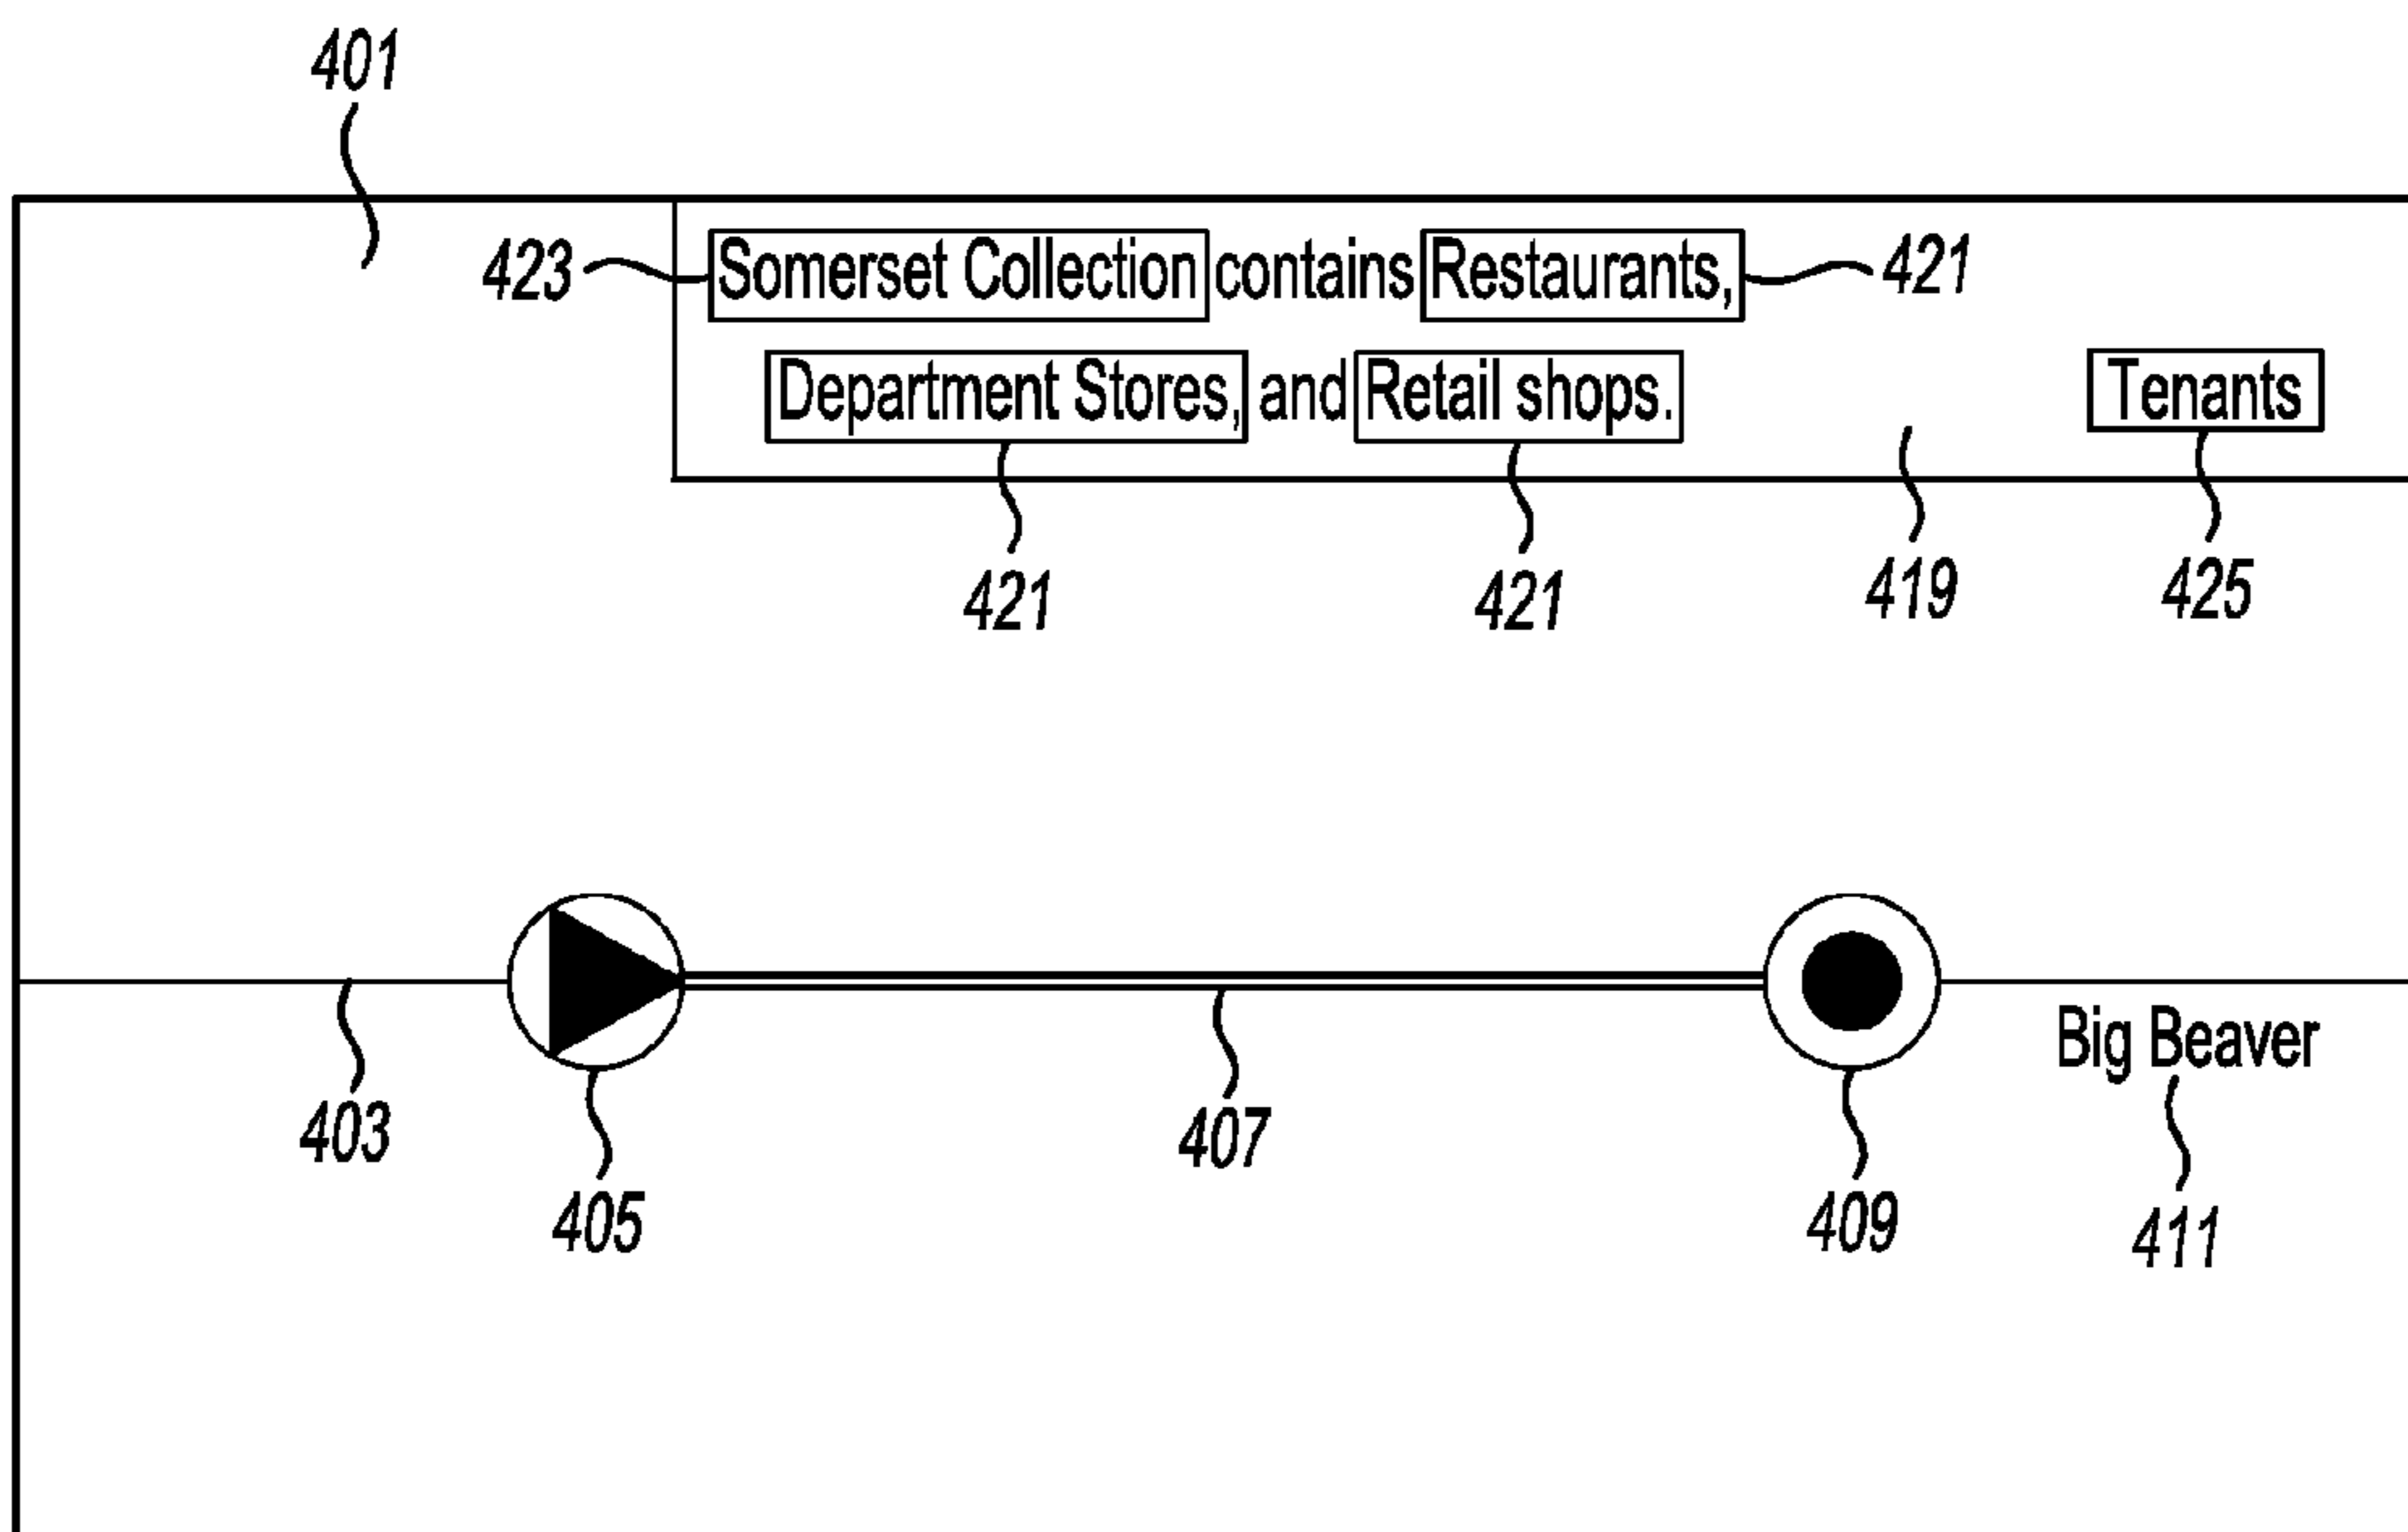 401
423 Somerset Collection contains Restaurants, 421
Department Stores, and Retail shops. Tenants
421 421 419 425
Big Beaver
403 405 407 409 411